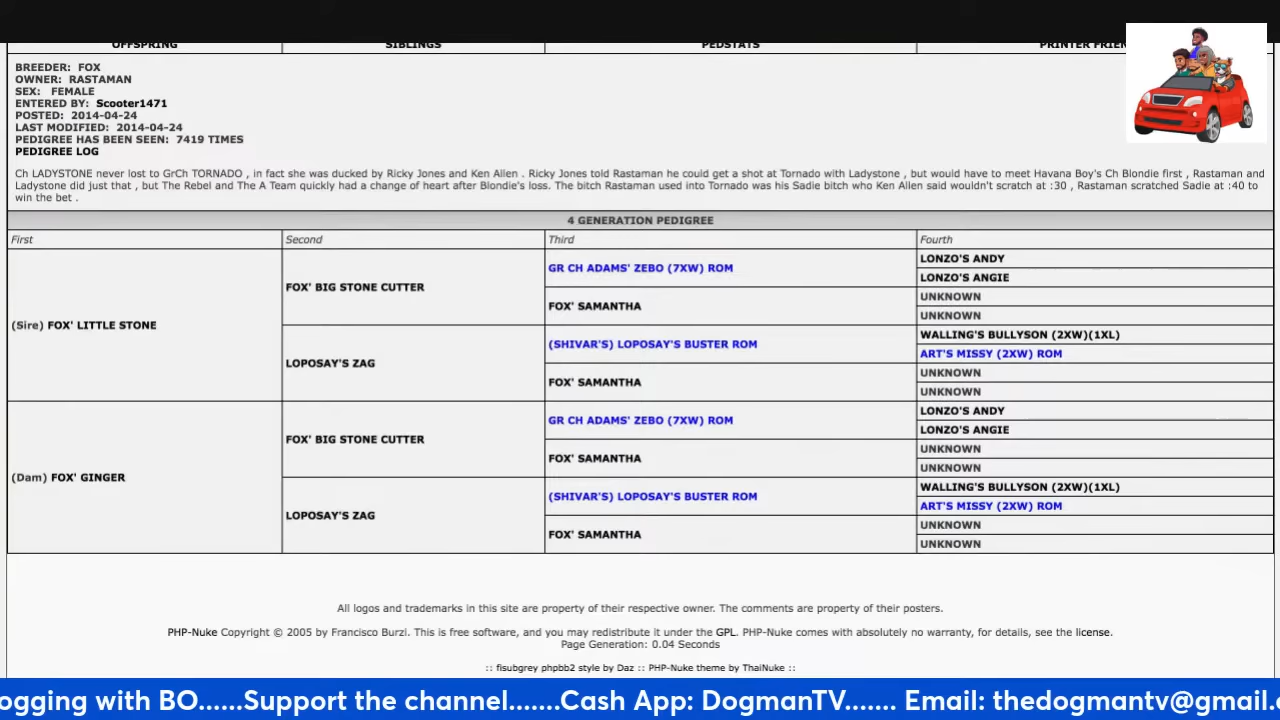 OFFSPRING SIBLINGS PEDSTATS PRINTER FRIEN
BREEDER: FOX
OWNER: RASTAMAN
SEX: FEMALE
ENTERED BY: Scooter1471
POSTED: 2014-04-24
LAST MODIFIED: 2014-04-24
PEDIGREE HAS BEEN SEEN: 7419 TIMES
PEDIGREE LOG
Ch LADYSTONE never lost to GrCh TORNADO , in fact she was ducked by Ricky Jones and Ken Allen . Ricky Jones told Rastaman he could get a shot at Tornado with Ladystone , but would have to meet Havana Boy's Ch Blondie first , Rastaman and
Ladystone did just that , but The Rebel and The A Team quickly had a change of heart after Blondie's loss. The bitch Rastaman used into Tornado was his Sadie bitch who Ken Allen said wouldn't scratch at :30 , Rastaman scratched Sadie at :40 to
win the bet .
4 GENERATION PEDIGREE
First Second Third Fourth
(Sire) FOX' LITTLE STONE
FOX' BIG STONE CUTTER
GR CH ADAMS' ZEBO (7XW) ROM
LONZO'S ANDY
LONZO'S ANGIE
FOX' SAMANTHA
UNKNOWN
UNKNOWN
LOPOSAY'S ZAG
(SHIVAR'S) LOPOSAY'S BUSTER ROM
WALLING'S BULLYSON (2XW)(1XL)
ART'S MISSY (2XW) ROM
FOX' SAMANTHA
UNKNOWN
UNKNOWN
(Dam) FOX' GINGER
FOX' BIG STONE CUTTER
GR CH ADAMS' ZEBO (7XW) ROM
LONZO'S ANDY
LONZO'S ANGIE
FOX' SAMANTHA
UNKNOWN
UNKNOWN
LOPOSAY'S ZAG
(SHIVAR'S) LOPOSAY'S BUSTER ROM
WALLING'S BULLYSON (2XW)(1XL)
ART'S MISSY (2XW) ROM
FOX' SAMANTHA
UNKNOWN
UNKNOWN
All logos and trademarks in this site are property of their respective owner. The comments are property of their posters.
PHP-Nuke Copyright © 2005 by Francisco Burzi. This is free software, and you may redistribute it under the GPL. PHP-Nuke comes with absolutely no warranty, for details, see the license.
Page Generation: 0.04 Seconds
:: fisubgrey phpbb2 style by Daz :: PHP-Nuke theme by ThaiNuke ::
ogging with BO......Support the channel.......Cash App: DogmanTV....... Email: thedogmantv@gmail.